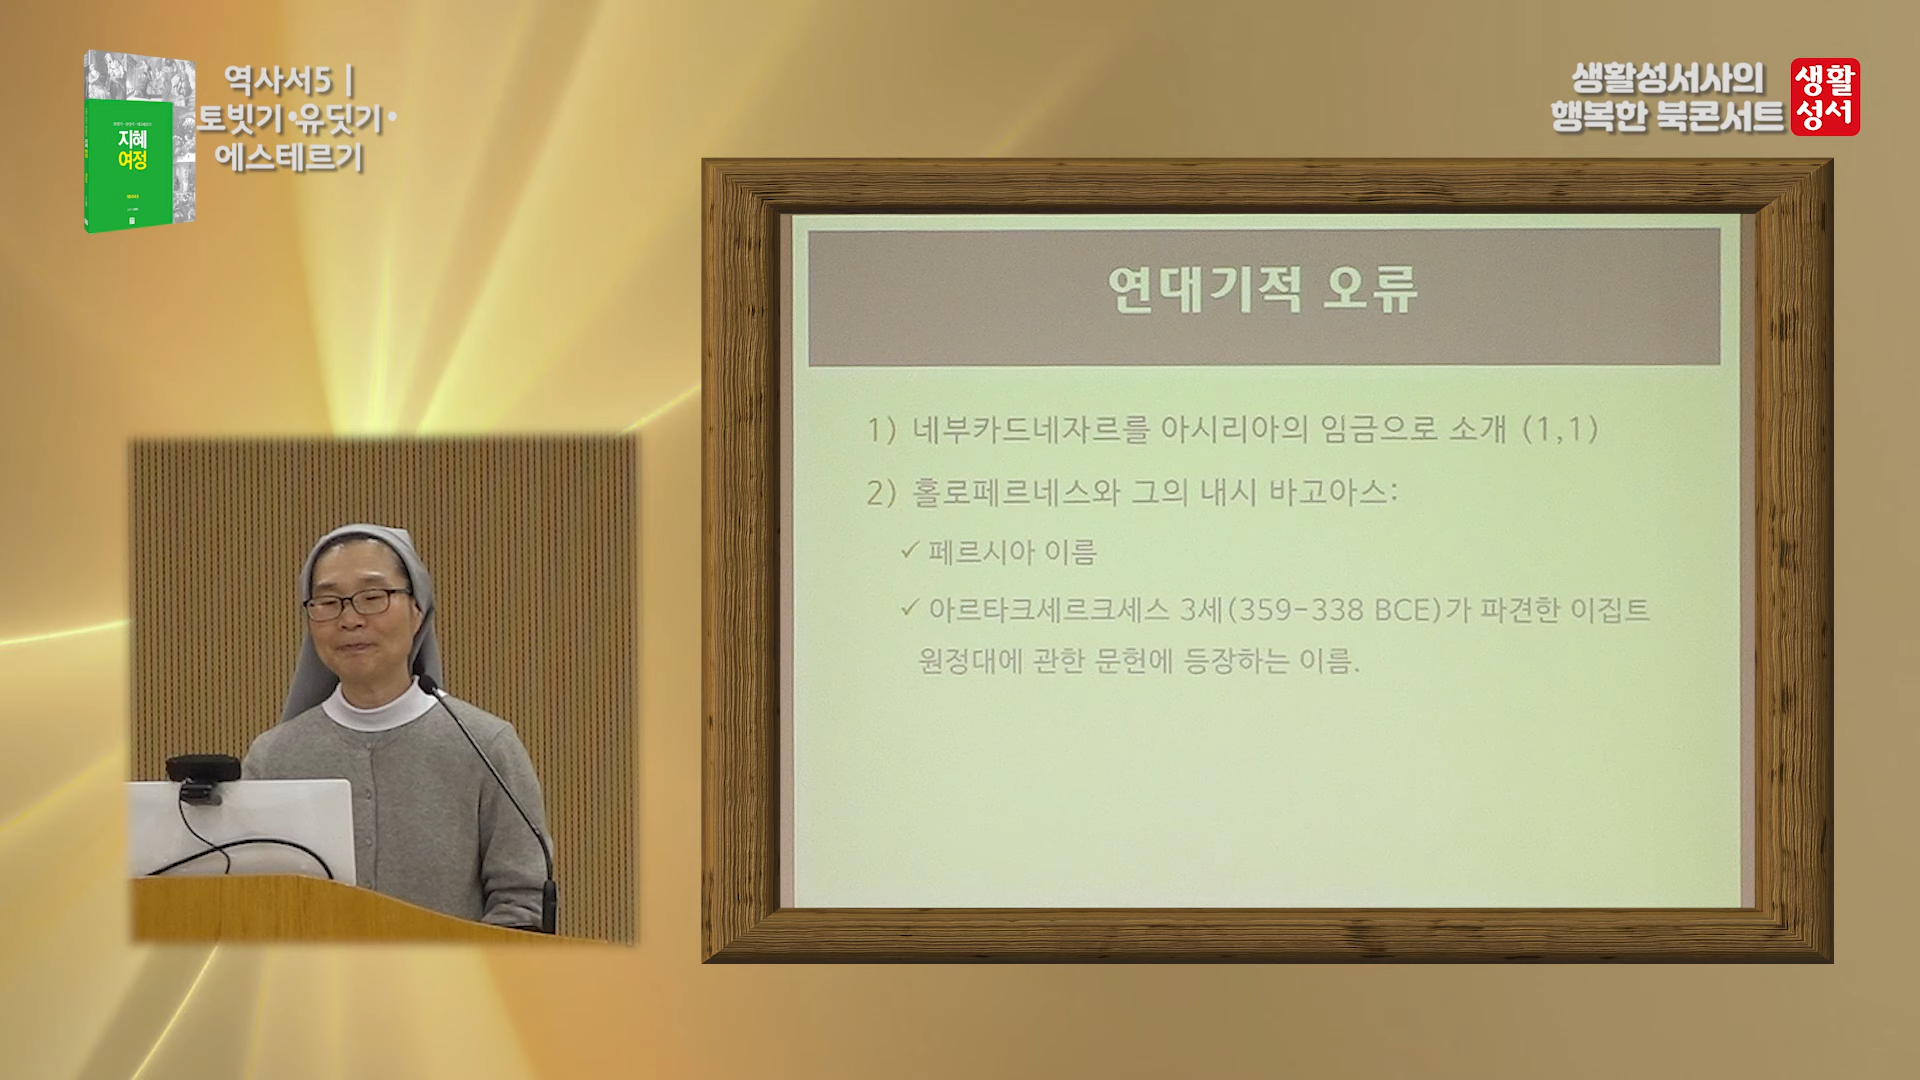 역사서5 |
토빗기·유딧기·
에스테르기
지혜
여정
생활성서사의
행복한 북콘서트
생활
성서
연대기적 오류
1) 네부카드네자르를 아시리아의 임금으로 소개 (1,1)
2) 홀로페르네스와 그의 내시 바고아스:
✓ 페르시아 이름
✓ 아르타크세르크세스 3세(359-338 BCE)가 파견한 이집트
원정대에 관한 문헌에 등장하는 이름.